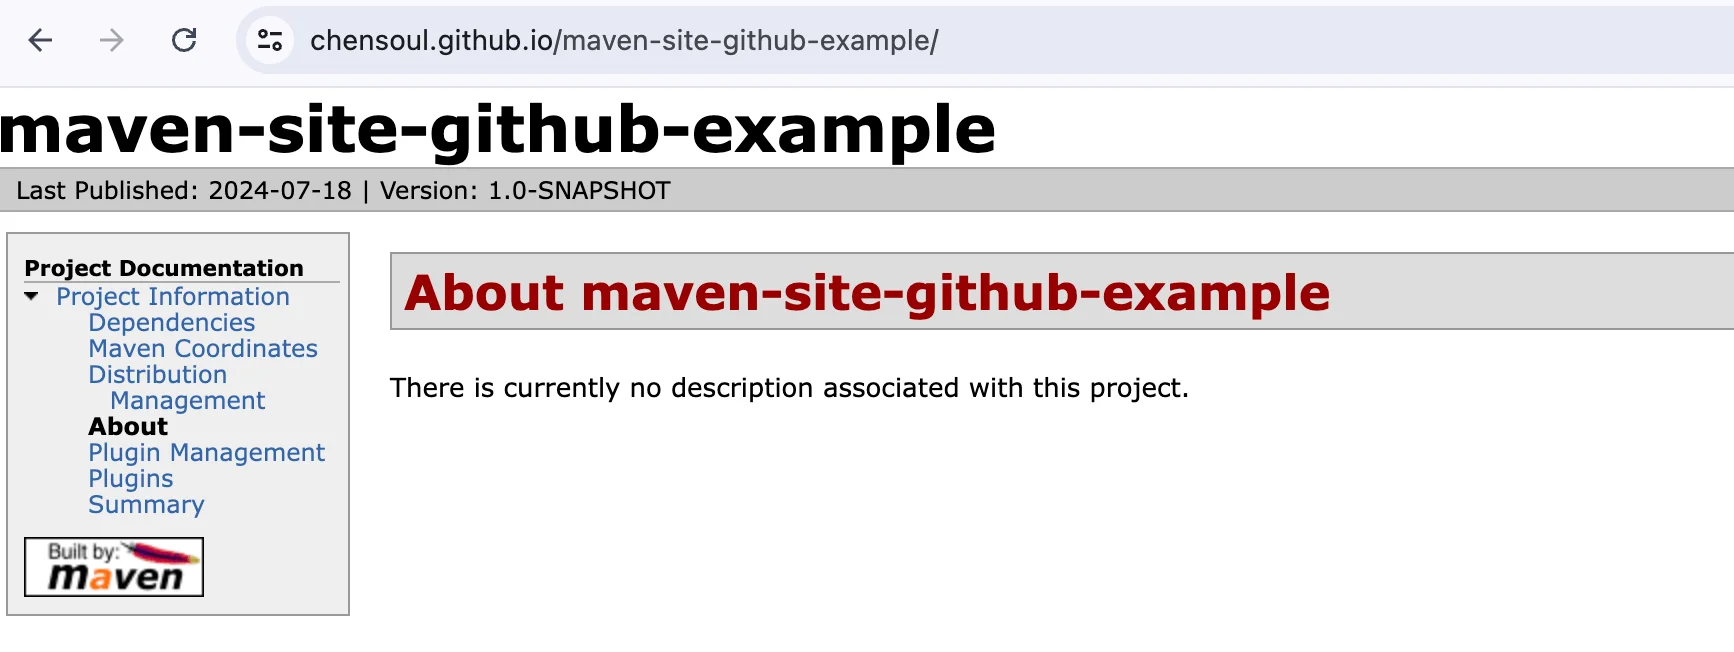 chensoul.github.io/maven-site-github-example/
maven-site-github-example
Last Published: 2024-07-18 | Version: 1.0-SNAPSHOT
Project Documentation
Project Information
Dependencies
Maven Coordinates
Distribution
Management
About
Plugin Management
Plugins
Summary
Built by:
maven
About maven-site-github-example
There is currently no description associated with this project.